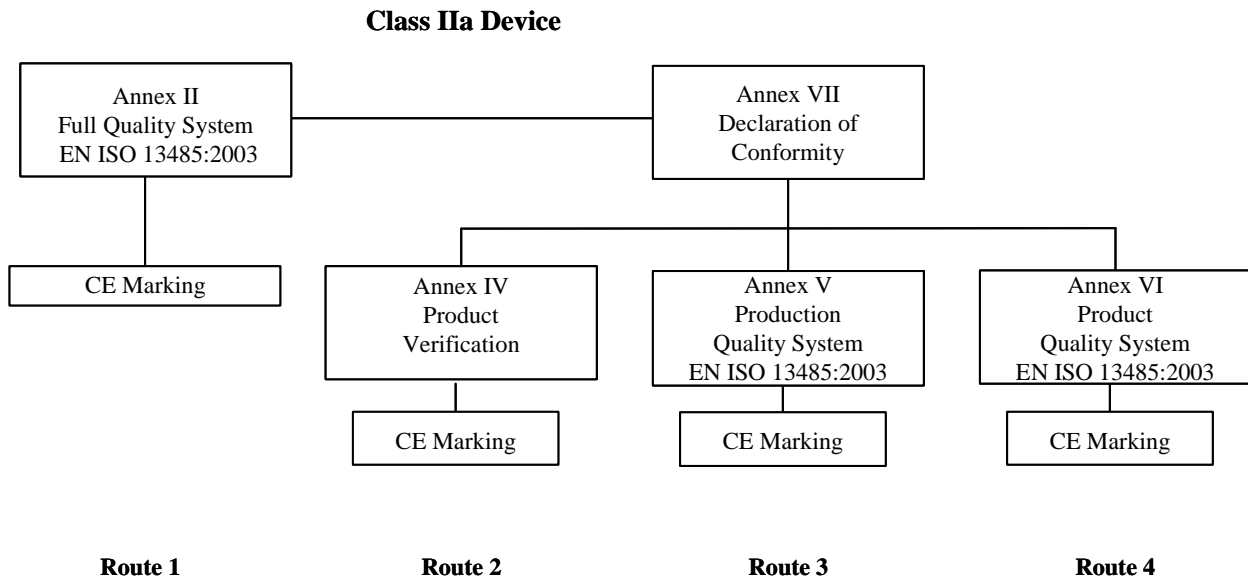 Class IIa Device
Annex II
Full Quality System
EN ISO 13485:2003
Annex VII
Declaration of
Conformity
CE Marking
Annex IV
Product
Verification
Annex V
Production
Quality System
EN ISO 13485:2003
Annex VI
Product
Quality System
EN ISO 13485:2003
CE Marking
CE Marking
CE Marking
Route 1
Route 2
Route 3
Route 4